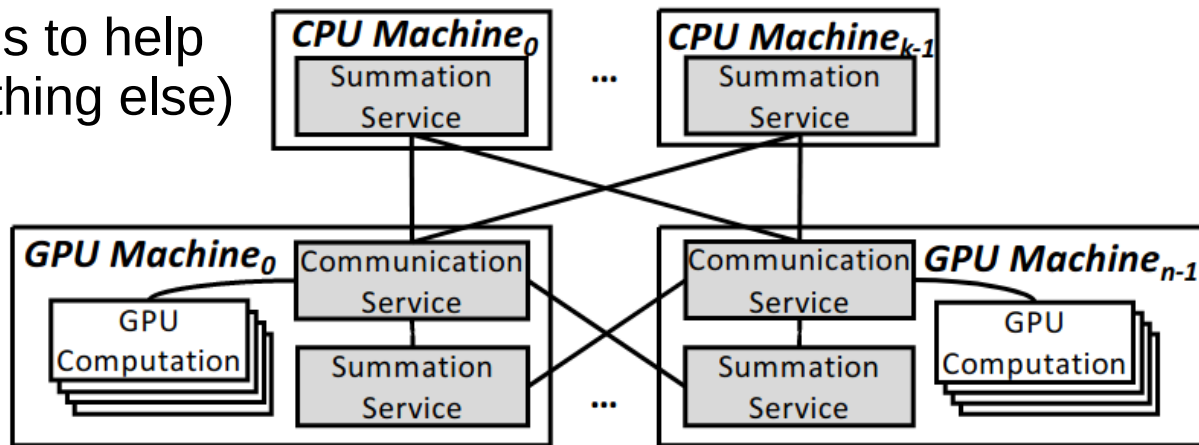 s to help
thing else)
CPU Machine0
Summation
Service
...
CPU Machinek-1
Summation
Service
GPU Machine0
Communication
Service
GPU
Computation
Summation
Service
...
Communication
Service
GPU Machinen-1
GPU
Computation
Summation
Service